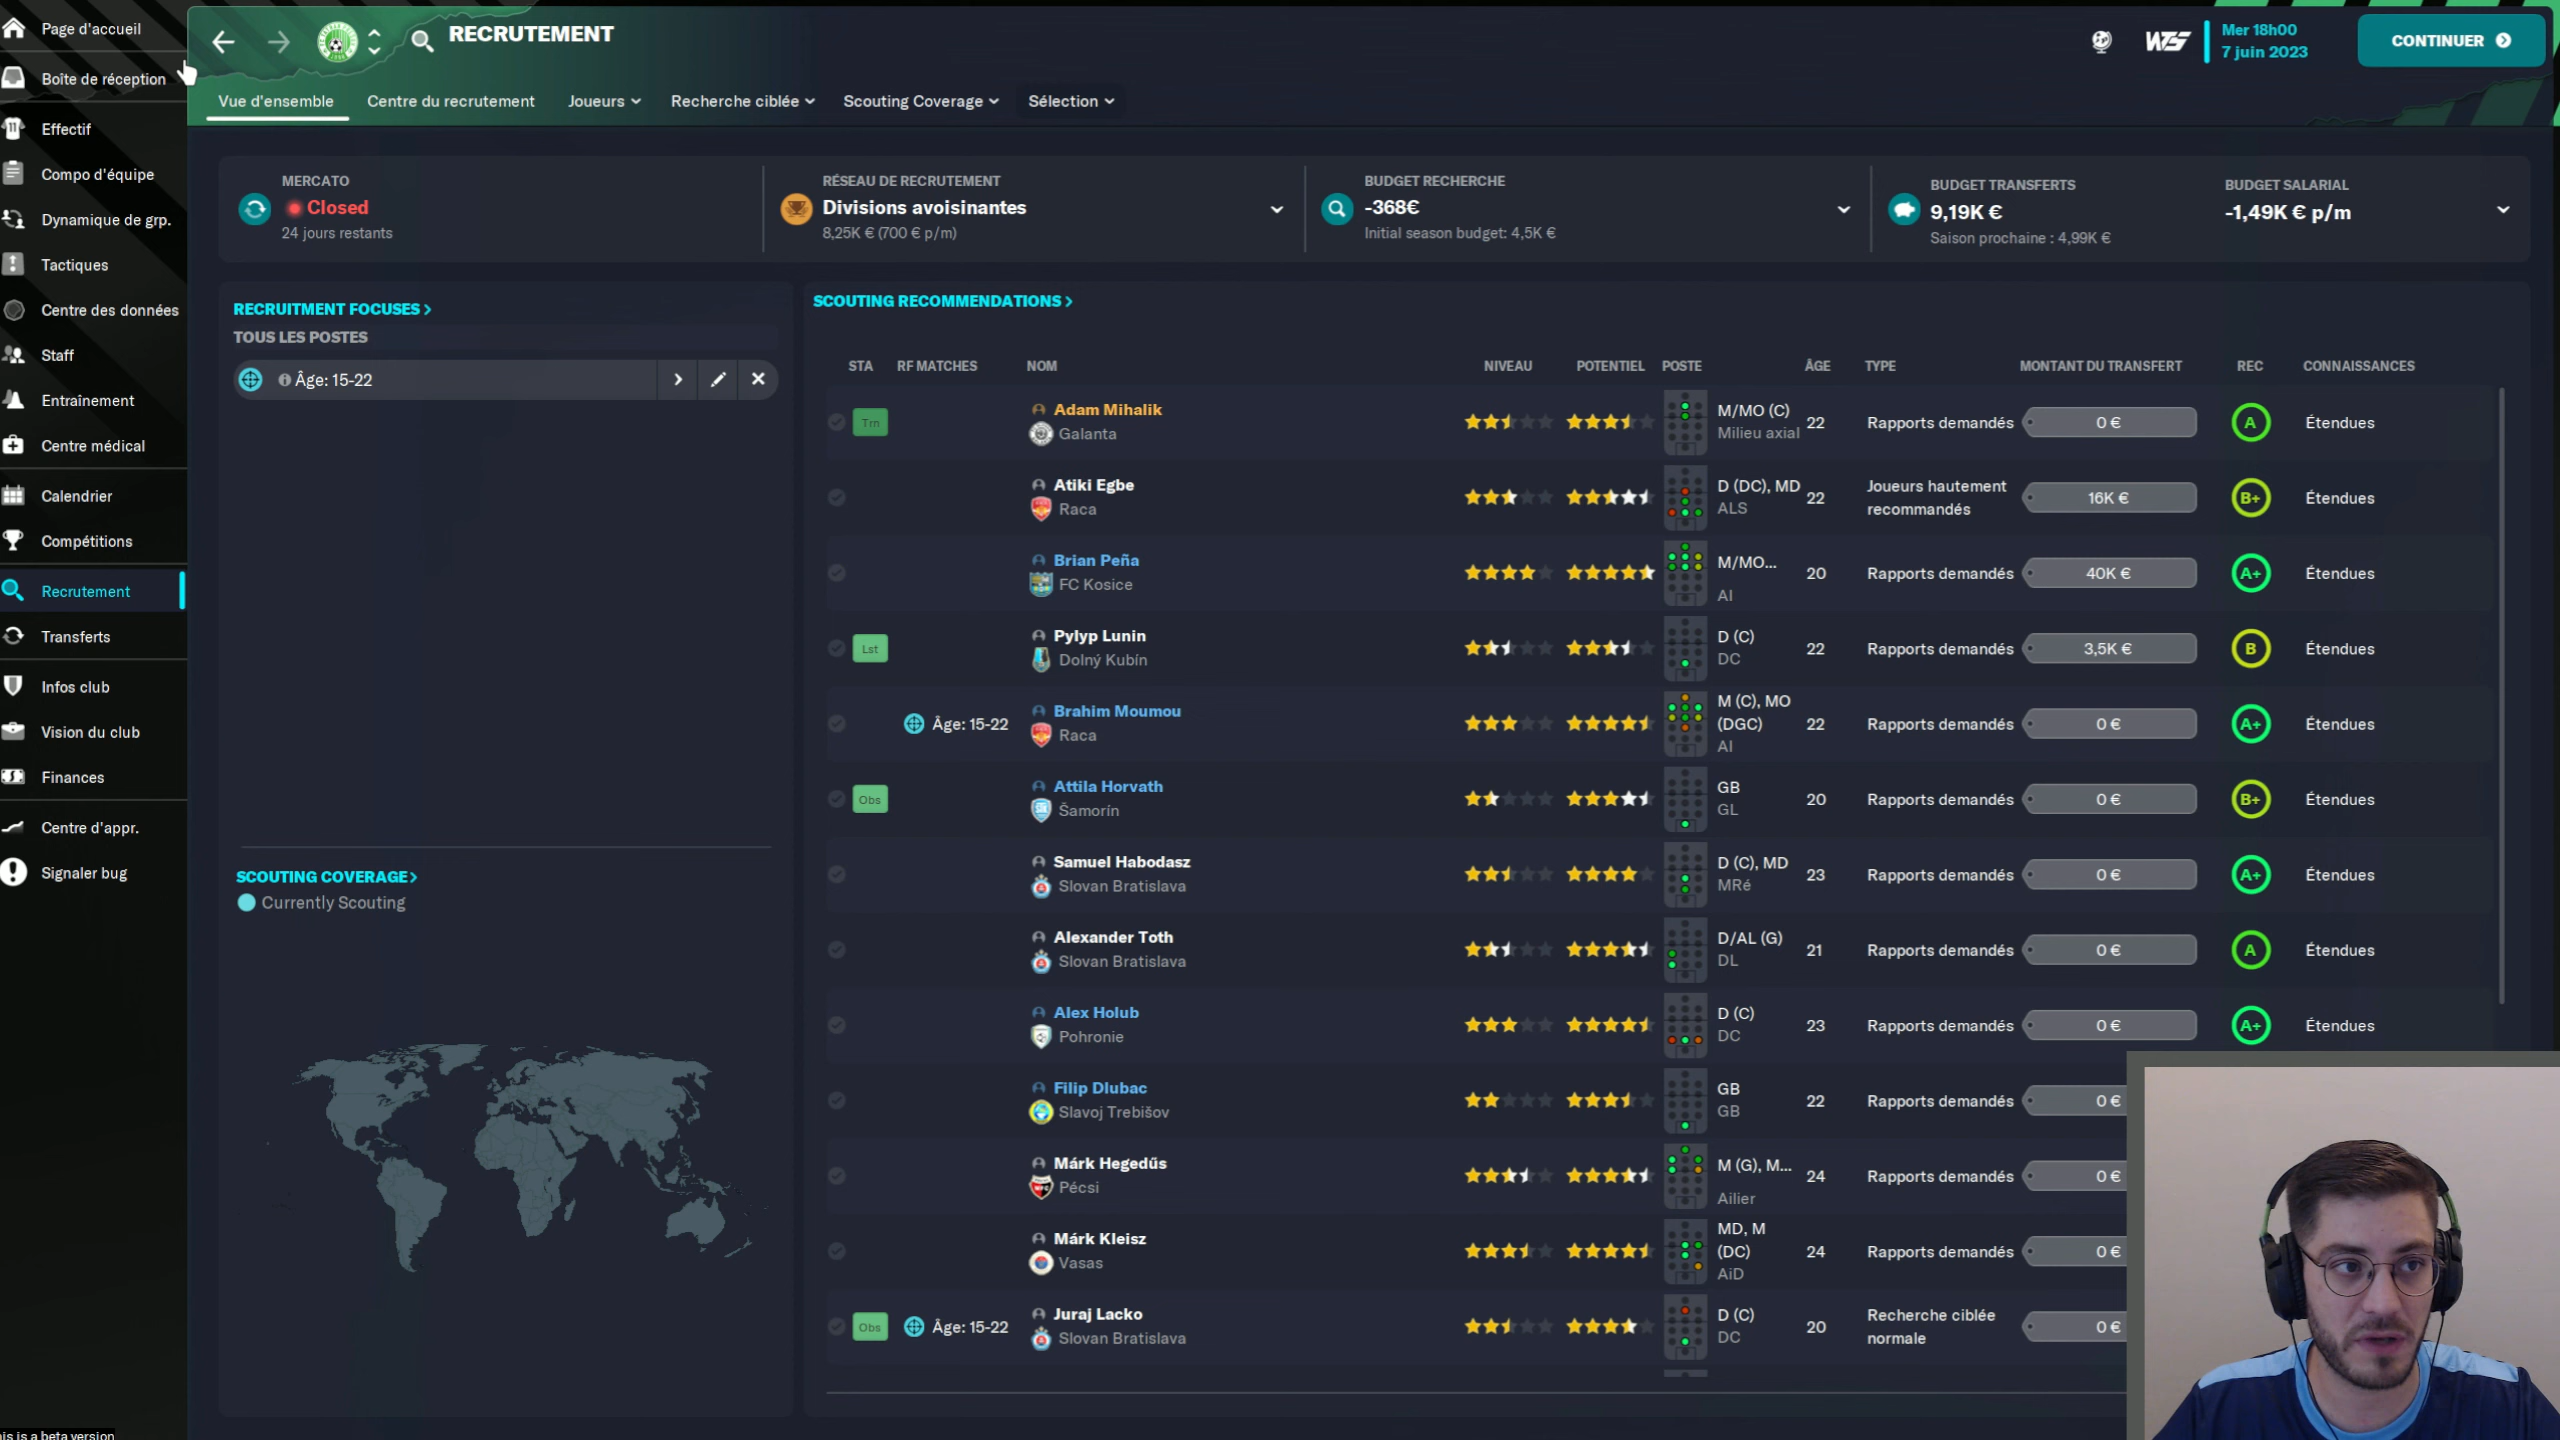 Page d'accueil
Boîte de réception
Effectif
Compo d'équipe
Dynamique de grp.
Tactiques
Centre des données
Staff
Entraînement
Centre médical
Calendrier
Compétitions
Recrutement
Transferts
Infos club
Vision du club
Finances
Centre d'appr.
Signaler bug
is is a beta version
RECRUTEMENT
Mer 18h00
7 juin 2023
CONTINUER
Vue d'ensemble Centre du recrutement Joueurs Recherche ciblée Scouting Coverage Sélection
MERCATO
Closed
24 jours restants
RÉSEAU DE RECRUTEMENT
Divisions avoisinantes
8,25K € (700 € p/m)
BUDGET RECHERCHE
-368€
Initial season budget: 4,5K €
BUDGET TRANSFERTS
9,19K €
Saison prochaine : 4,99K €
BUDGET SALARIAL
-1,49K € p/m
RECRUITMENT FOCUSES >
TOUS LES POSTES
Âge: 15-22
SCOUTING COVERAGE >
Currently Scouting
SCOUTING RECOMMENDATIONS >
STA RF MATCHES NOM NIVEAU POTENTIEL POSTE ÂGE TYPE MONTANT DU TRANSFERT REC CONNAISSANCES
Trn Adam Mihalik M/MO (C) 22 Rapports demandés 0 € A Étendues
Galanta Milieu axial
Atiki Egbe D (DC), MD 22 Joueurs hautement recommandés 16K € B+ Étendues
Raca ALS
Brian Peña M/MO... 20 Rapports demandés 40K € A+ Étendues
FC Kosice AI
Lst Pylyp Lunin D (C) 22 Rapports demandés 3,5K € B Étendues
Dolný Kubín DC
Âge: 15-22 Brahim Moumou M (C), MO (DGC) 22 Rapports demandés 0 € A+ Étendues
Raca AI
Obs Attila Horvath GB 20 Rapports demandés 0 € B+ Étendues
Šamorín GL
Samuel Habodasz D (C), MD 23 Rapports demandés 0 € A+ Étendues
Slovan Bratislava MRé
Alexander Toth D/AL (G) 21 Rapports demandés 0 € A Étendues
Slovan Bratislava DL
Alex Holub D (C) 23 Rapports demandés 0 € A+ Étendues
Pohronie DC
Filip Dlubac GB 22 Rapports demandés 0 €
Slavoj Trebišov GB
Márk Hegedűs M (G), M... 24 Rapports demandés 0 €
Pécsi Ailier
Márk Kleisz MD, M (DC) 24 Rapports demandés 0 €
Vasas AiD
Obs Âge: 15-22 Juraj Lacko D (C) 20 Recherche ciblée normale 0 €
Slovan Bratislava DC